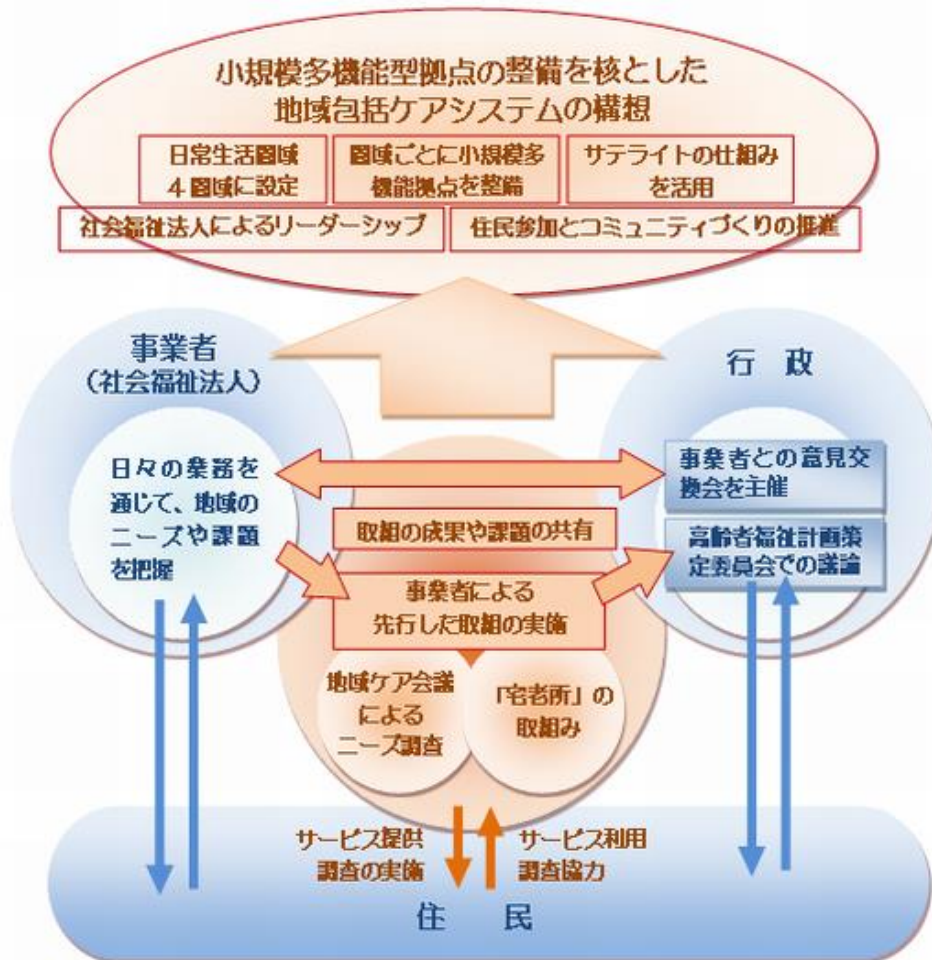 小規模多機能型拠点の整備を核とした
地域包括ケアシステムの構想
日常生活圏域
4圏域に設定
圏域ごとに小規模多
機能拠点を整備
サテライトの仕組み
を活用
社会福祉法人によるリーダーシップ
住民参加とコミュニティづくりの推進
事業者
（社会福祉法人）
行 政
日々の業務を
通じて、地域の
ニーズや課題
を把握
事業者との意見交
換会を主催
取組の成果や課題の共有
高齢者福祉計画策
定委員会での議論
事業者による
先行した取組の実施
地域ケア会議
による
ニーズ調査
「宅老所」の
取組み
サービス提供
調査の実施
サービス利用
調査協力
住 民